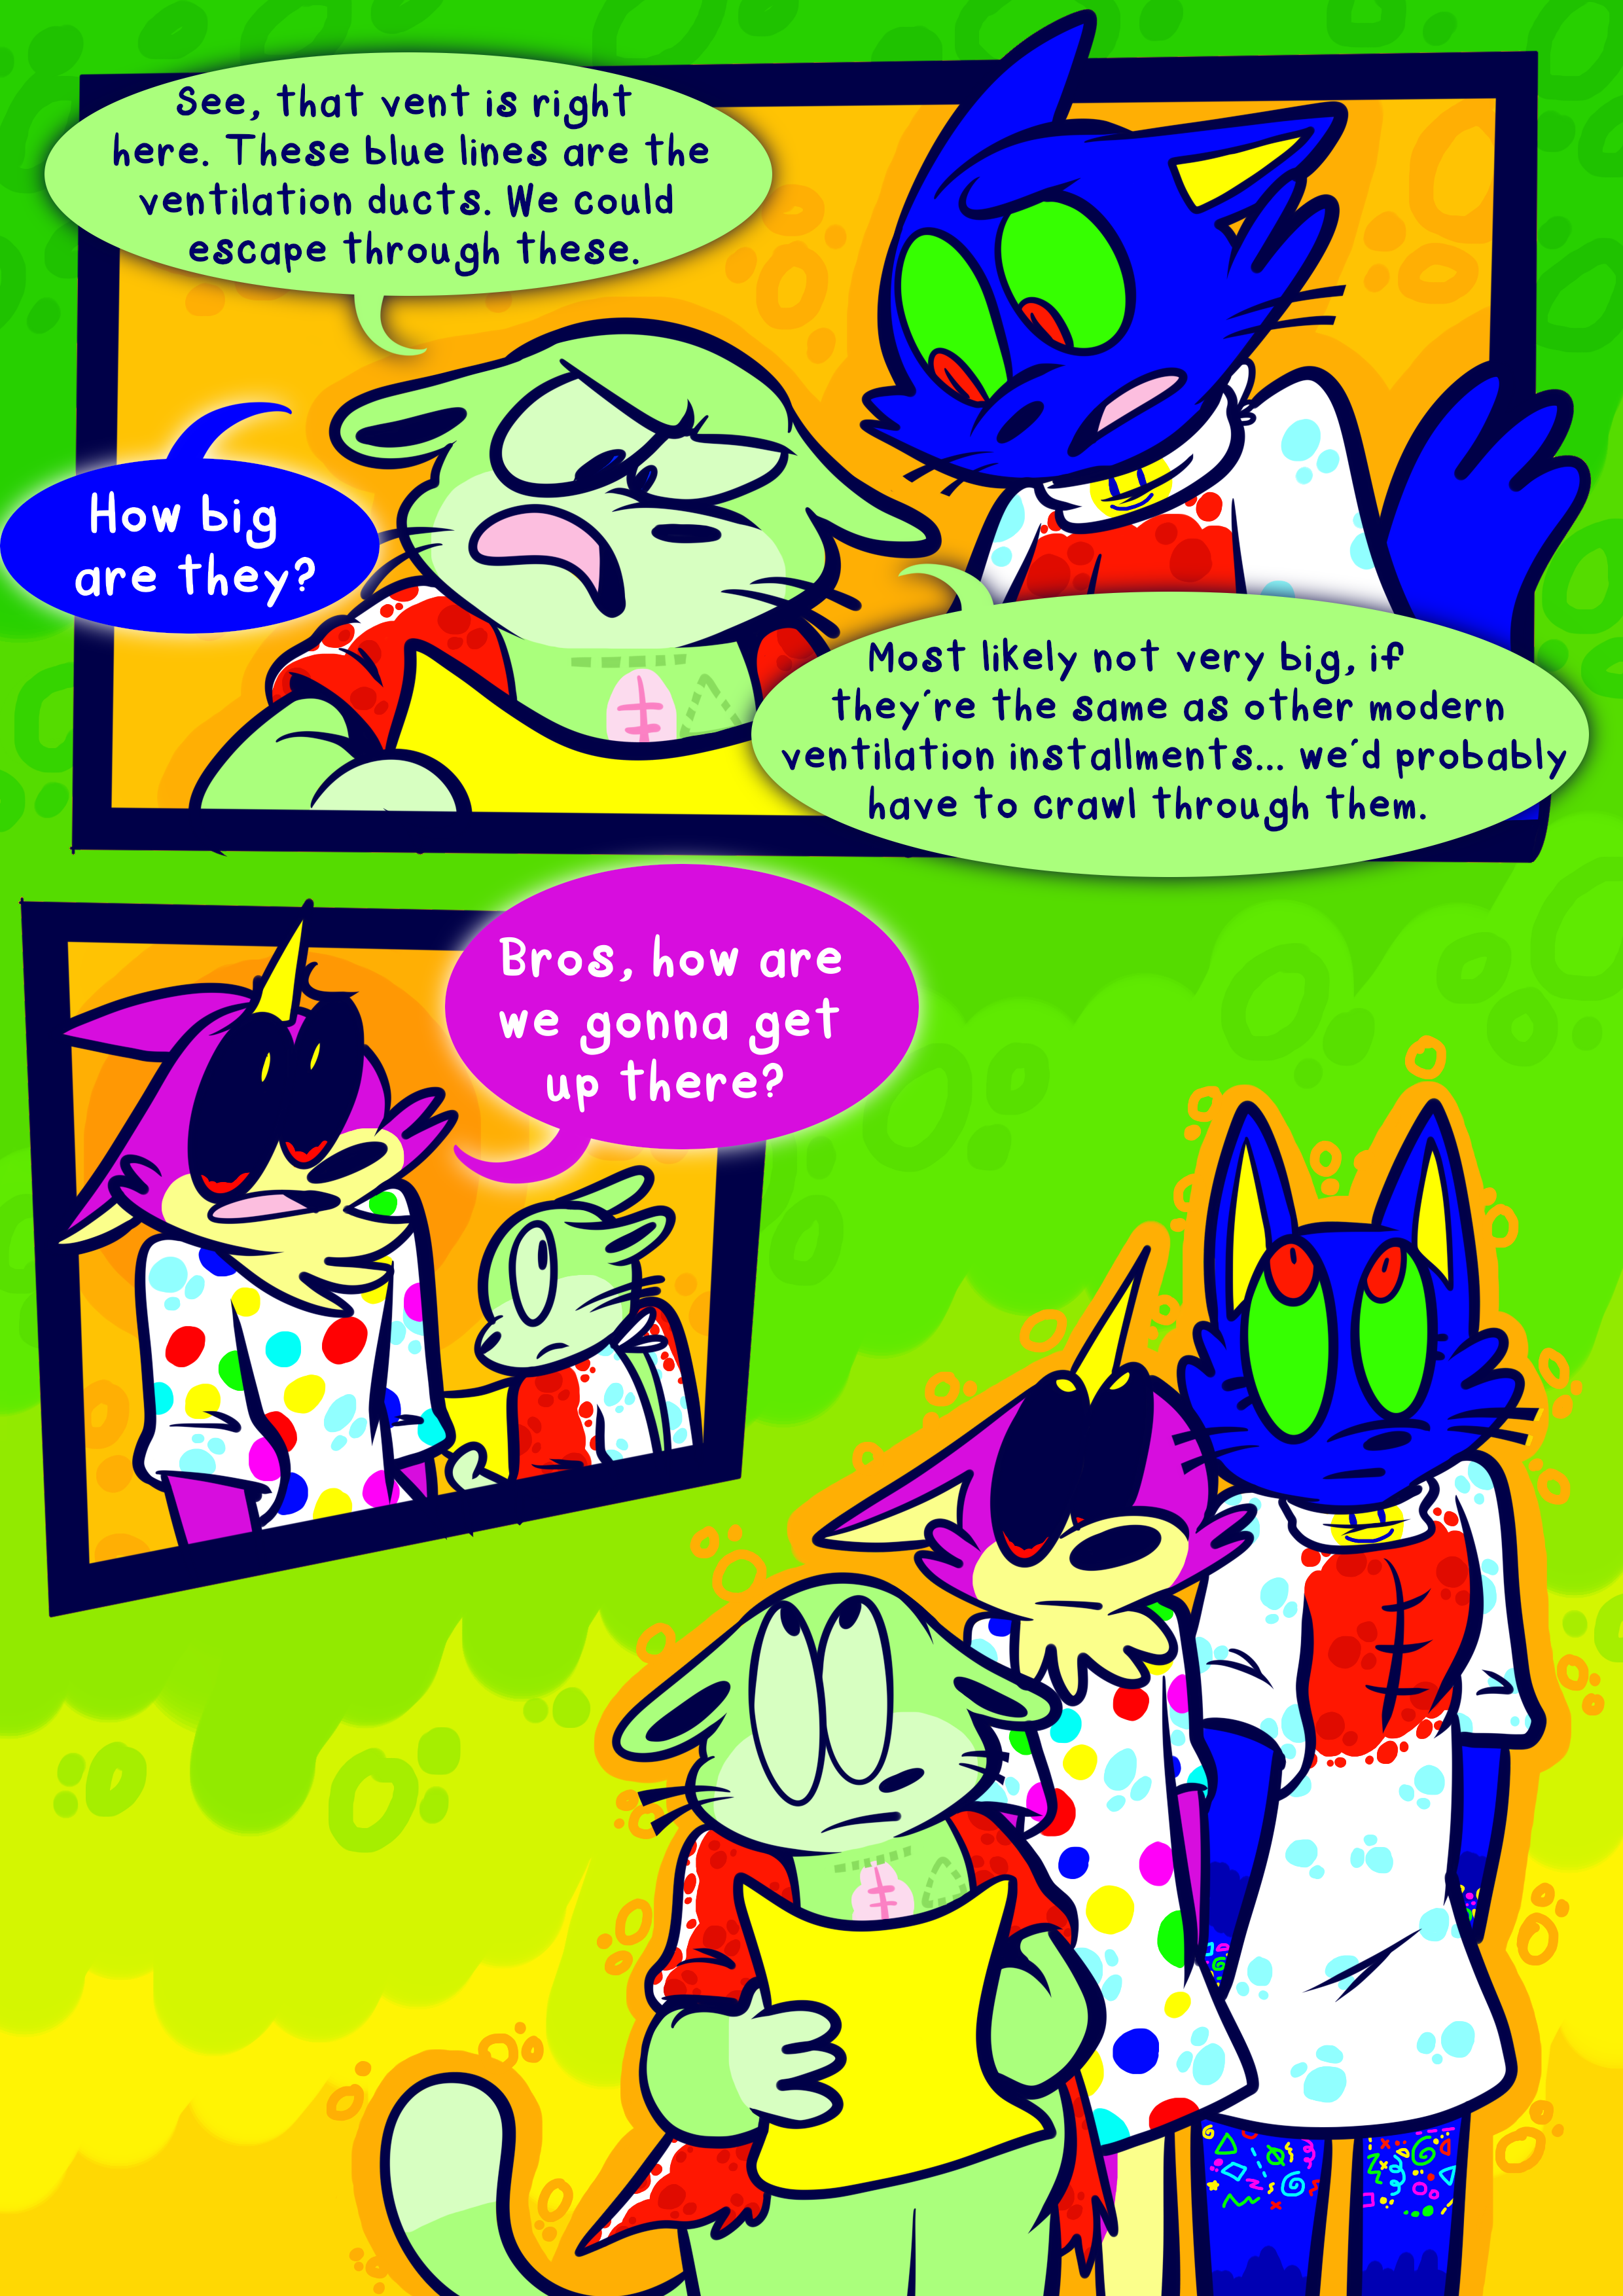 See, that vent is right
here. These blue lines are the
ventilation ducts. We could
escape through these.
How big
are they?
Most likely not very big, if
they're the same as other modern
ventilation installments... we'd probably
have to crawl through them.
Bros, how are
we gonna get
up there?